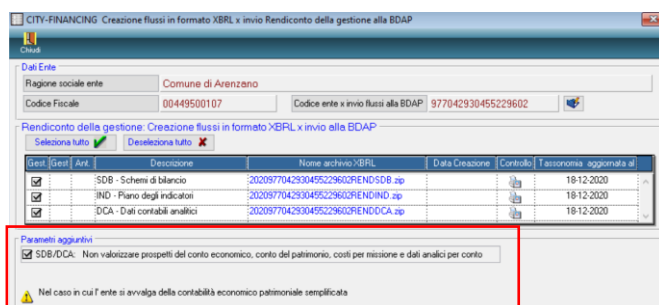 CITY-FINANCING Creazione flussi in formato XBRL x invio Rendiconto della gestione alla BDAP
Chiudi
Dati Ente
Ragione sociale ente Comune di Arenzano
Codice Fiscale 00449500107 Codice ente x invio flussi alla BDAP 977042930455229602
Rendiconto della gestione: Creazione flussi in formato XBRL x invio alla BDAP
Seleziona tutto Deseleziona tutto
Gest. Gest Ant. Descrizione Nome archivio XBRL Data Creazione Controllo Tassonomia aggiornata al
SDB - Schemi di bilancio 2020977042930455229602RENDSDB.zip 18-12-2020
IND - Piano degli indicatori 2020977042930455229602RENDIND.zip 18-12-2020
DCA - Dati contabili analitici 2020977042930455229602RENDDCA.zip 18-12-2020
Parametri aggiuntivi
SDB/DCA: Non valorizzare prospetti del conto economico, conto del patrimonio, costi per missione e dati analici per conto
Nel caso in cui l' ente si avvalga della contabilità economico patrimoniale semplificata